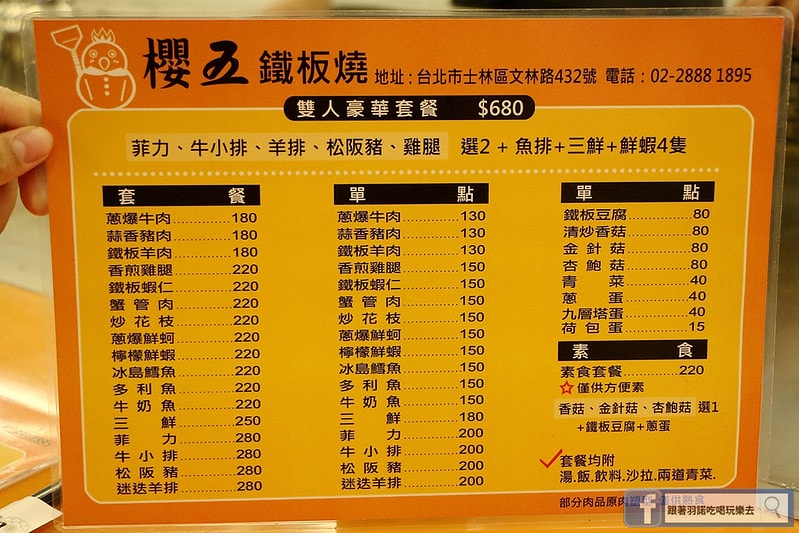 櫻五鐵板燒 地址:台北市士林區文林路432號 電話:02-2888 1895
雙人豪華套餐 $680
菲力、牛小排、羊排、松阪豬、雞腿 選2 + 魚排+三鮮+鮮蝦4隻
套 餐
蔥爆牛肉..............180
蒜香豬肉..............180
鐵板羊肉..............180
香煎雞腿..............220
鐵板蝦仁..............220
蟹管肉..............220
炒花枝..............220
蔥爆鮮蚵..............220
檸檬鮮蝦..............220
冰島鱈魚..............220
多利魚..............220
牛奶魚..............220
三鮮..............250
菲力..............280
牛小排..............280
松阪豬..............280
迷迭羊排..............280
單 點
蔥爆牛肉..............130
蒜香豬肉..............130
鐵板羊肉..............130
香煎雞腿..............150
鐵板蝦仁..............150
蟹管肉..............150
炒花枝..............150
蔥爆鮮蚵..............150
檸檬鮮蝦..............150
冰島鱈魚..............150
多利魚..............150
牛奶魚..............150
三鮮..............180
菲力..............200
牛小排..............200
松阪豬..............200
迷迭羊排..............200
單 點
鐵板豆腐..............80
清炒香菇..............80
金針菇..............80
杏鮑菇..............80
青菜..............40
蔥蛋..............40
九層塔蛋..............40
荷包蛋..............15
素 食
素食套餐..............220
☆僅供方便素
香菇、金針菇、杏鮑菇 選1
+鐵板豆腐+蔥蛋
✓套餐均附
湯.飯.飲料.沙拉.兩道青菜.
部分肉品原肉塑型 僅供熟食
f 跟著羽諾吃喝玩樂去